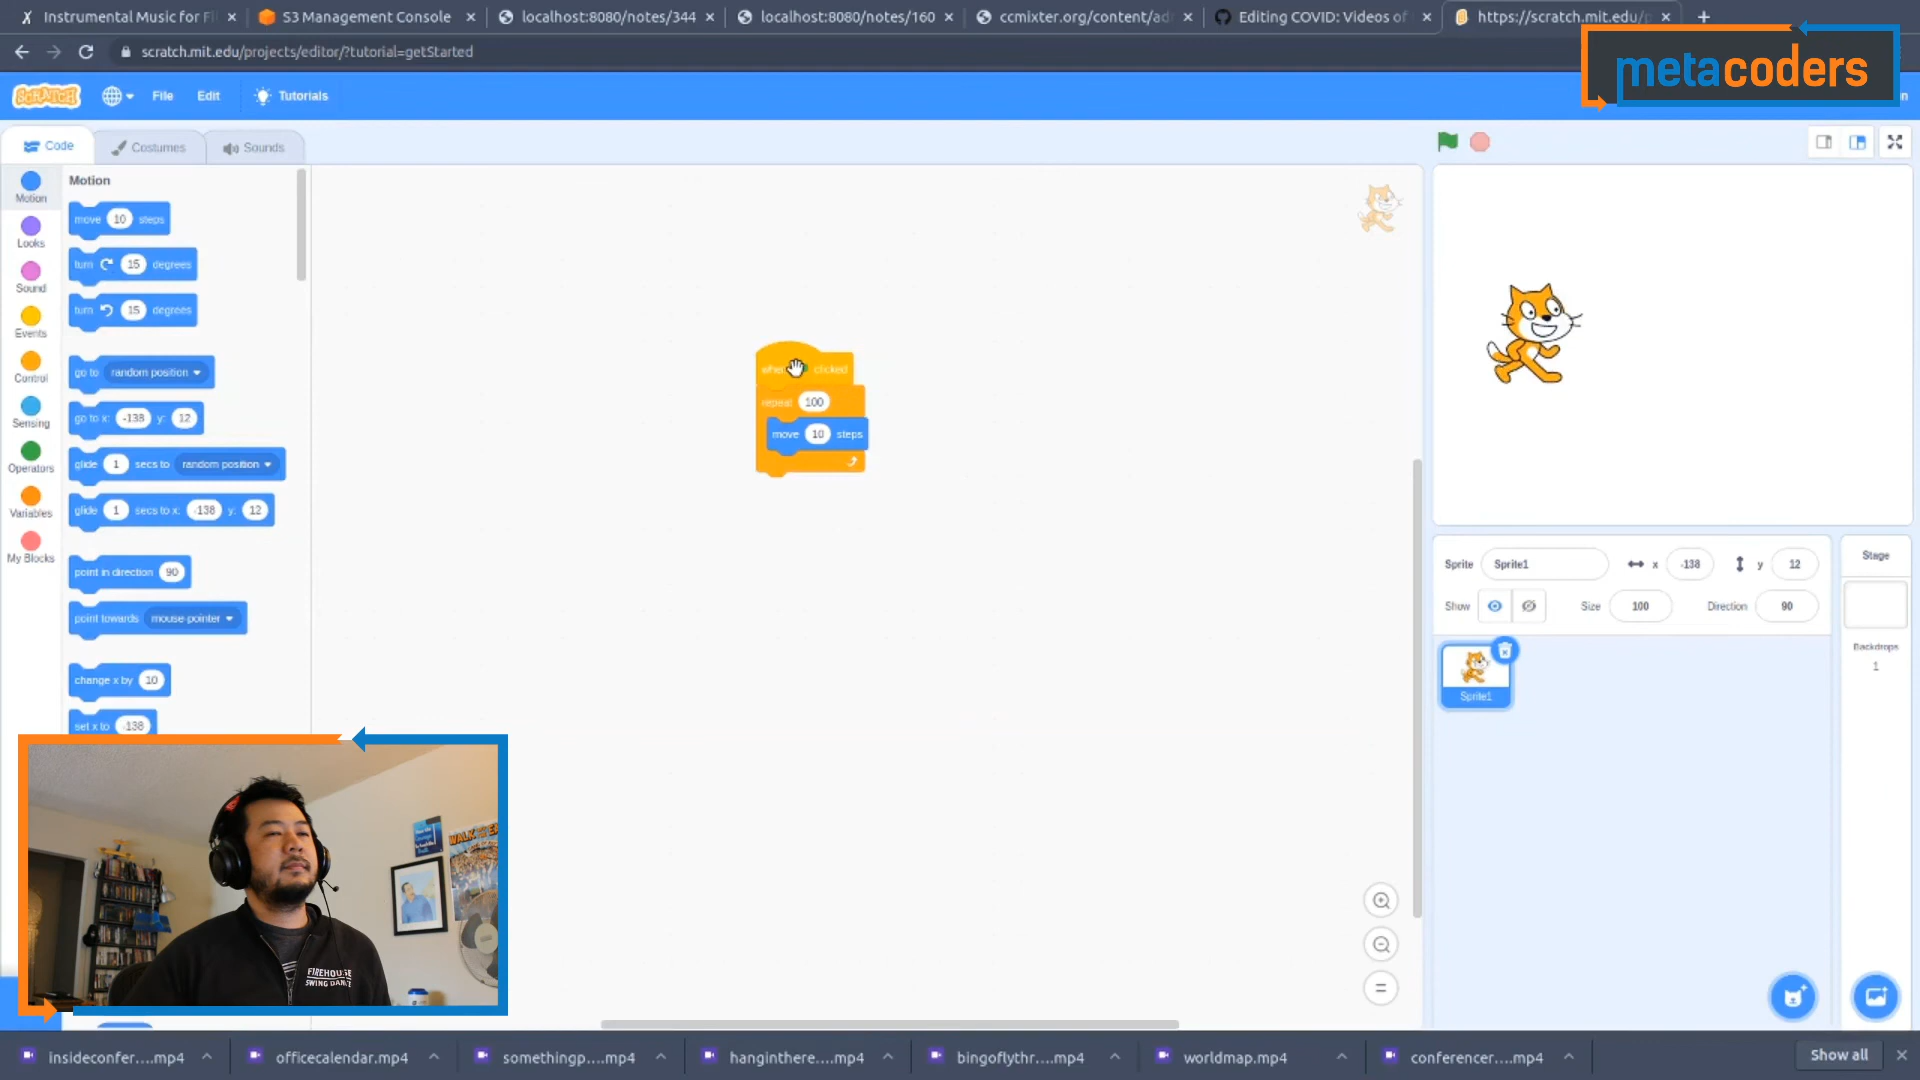 Instrumental Music for Fi
S3 Management Console
localhost:8080/notes/344
localhost:8080/notes/160
ccmixter.org/content/ad
Editing COVID: Videos of
https://scratch.mit.edu/p
scratch.mit.edu/projects/editor/?tutorial=getStarted
metacoders
SCRATCH
File
Edit
Tutorials
Code
Costumes
Sounds
Motion
Looks
Sound
Events
Control
Sensing
Operators
Variables
My Blocks
Motion
move 10 steps
turn 15 degrees
turn 15 degrees
go to random position
go to x: -138 y: 12
glide 1 secs to random position
glide 1 secs to x: -138 y: 12
point in direction 90
point towards mouse-pointer
change x by 10
set x to -138
when clicked
repeat 100
move 10 steps
Sprite Sprite1 x -138 y 12
Show Size 100 Direction 90
Sprite1
Stage
Backdrops
1
FIREHOUSE
SWING DANCE
insideconfer....mp4
officecalendar.mp4
somethingp....mp4
hanginthere....mp4
bingoflythr....mp4
worldmap.mp4
conferencer....mp4
Show all